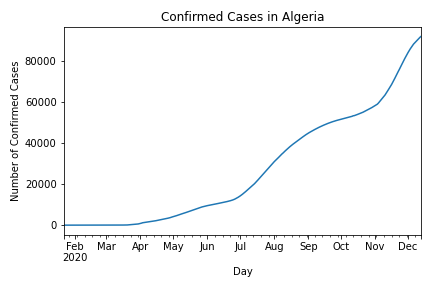 Confirmed Cases in Algeria
Number of Confirmed Cases
80000
60000
40000
20000
0
Feb Mar Apr May Jun Jul Aug Sep Oct Nov Dec
2020
Day